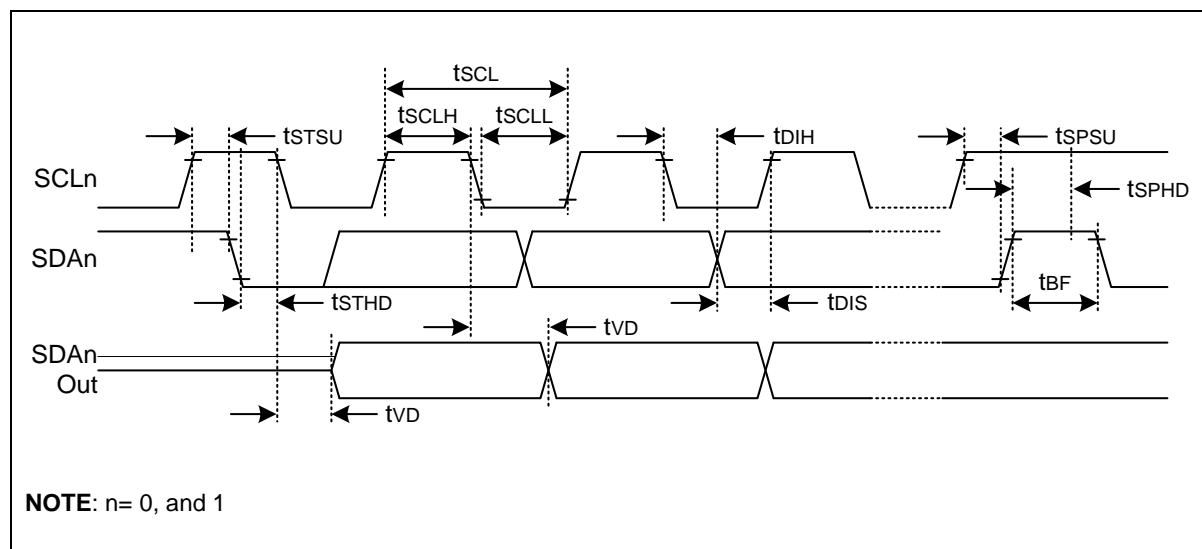 tSCL
tSCLH
tSCLL
tSTSU
tDIH
tSPSU
SCLn
tSPHD
SDAn
tBF
tSTHD
tDIS
tVD
SDAn
Out
tVD
NOTE: n= 0, and 1